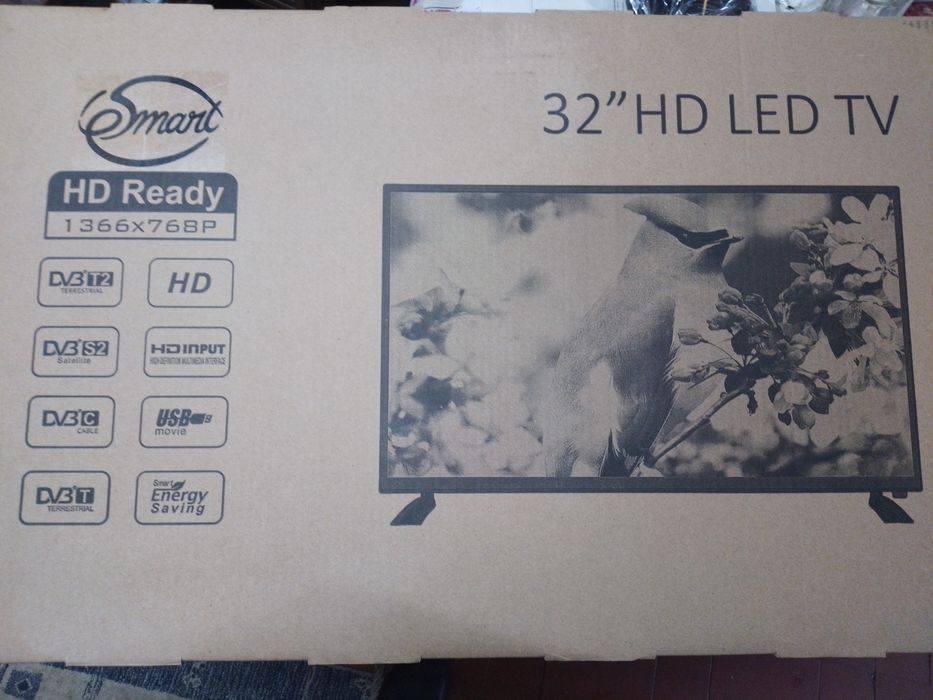 Smart
32”HD LED TV
HD Ready
1366x768P
DVB T2
TERRESTRIAL
HD
DVB S2
Satellite
HD INPUT
HIGH DEFINITION MULTIMEDIA INTERFACE
DVB C
CABLE
USB
movie
DVB T
TERRESTRIAL
Smart
Energy
Saving